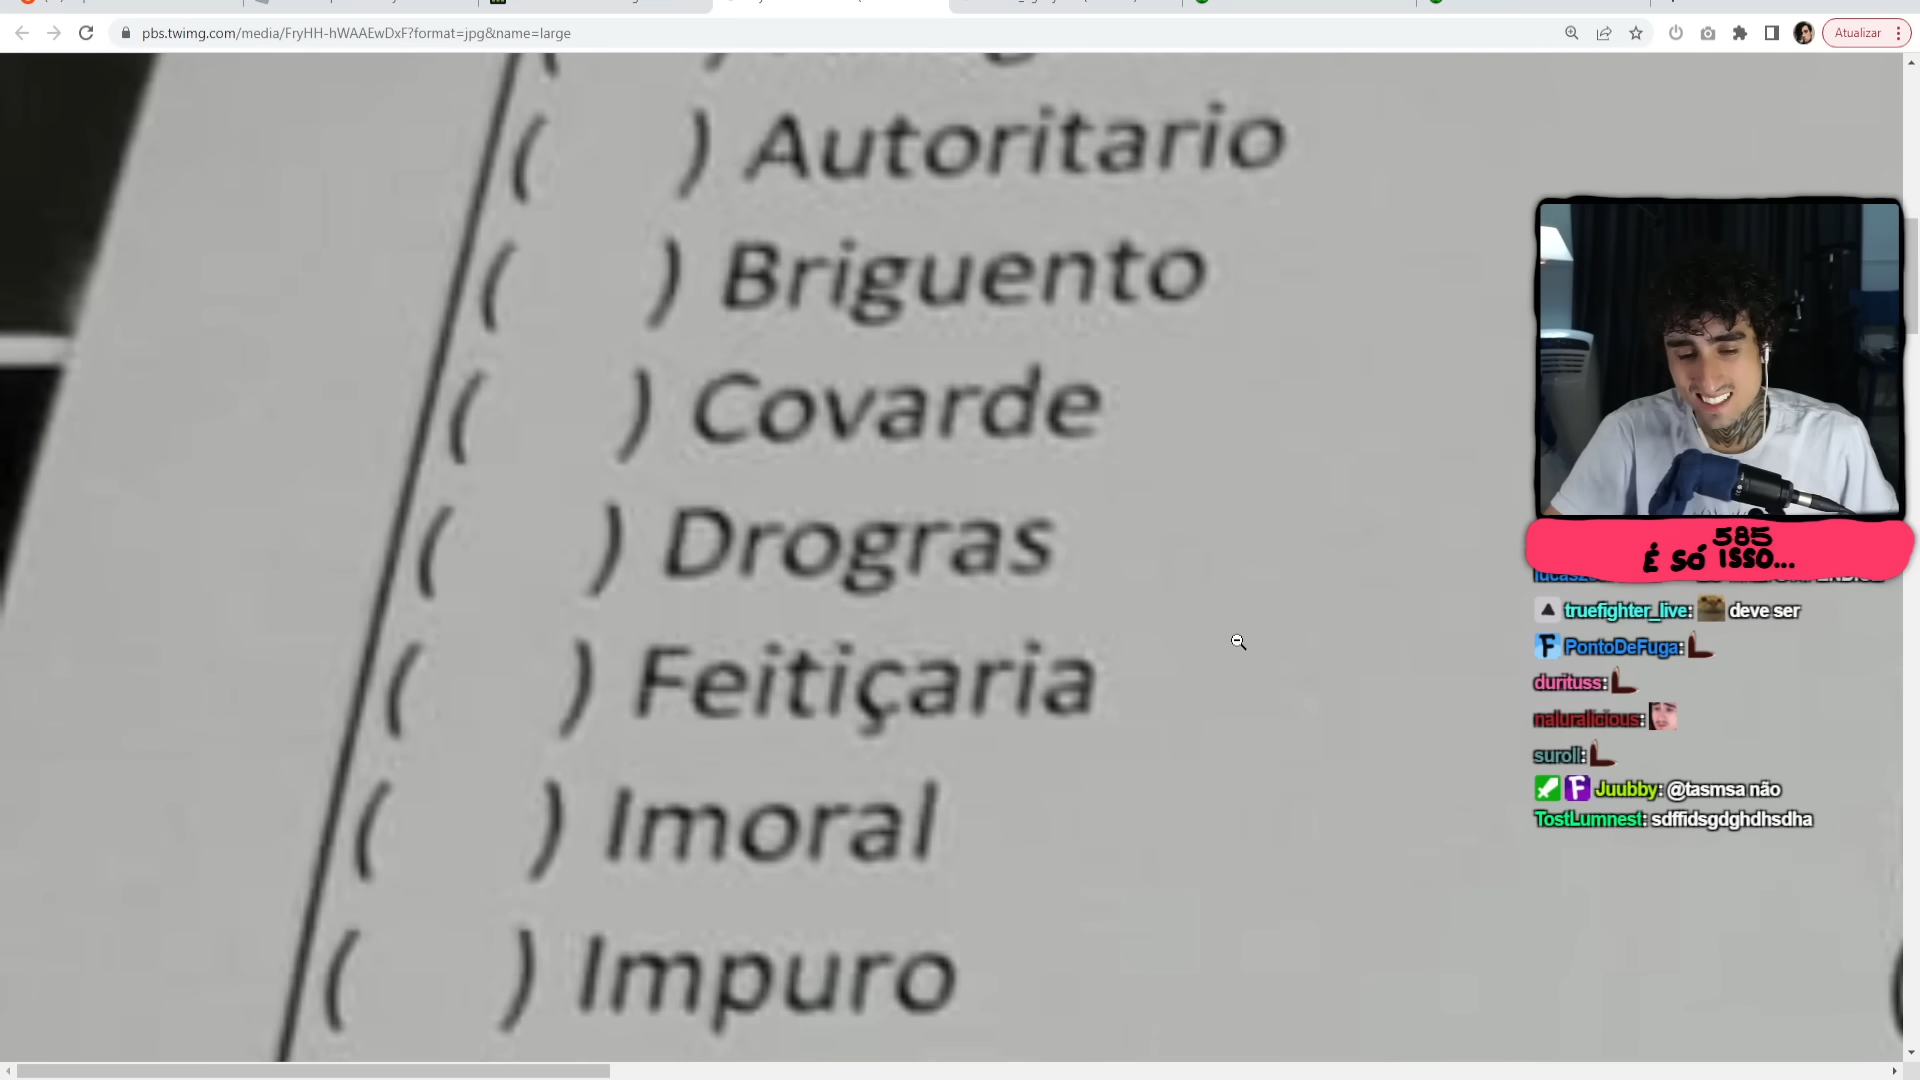 pbs.twimg.com/media/FryHH-hWAAEwDxF?format=jpg&name=large
Atualizar
( ) Autoritario
( ) Briguento
( ) Covarde
( ) Drogras
( ) Feitiçaria
( ) Imoral
( ) Impuro
585
É SÓ ISSO...
truefighter_live: deve ser
PontoDeFuga:
durituss:
naluralicious:
suroll:
Juubby: @tasmsa não
TostLumnest: sdffidsgdghdhsdha